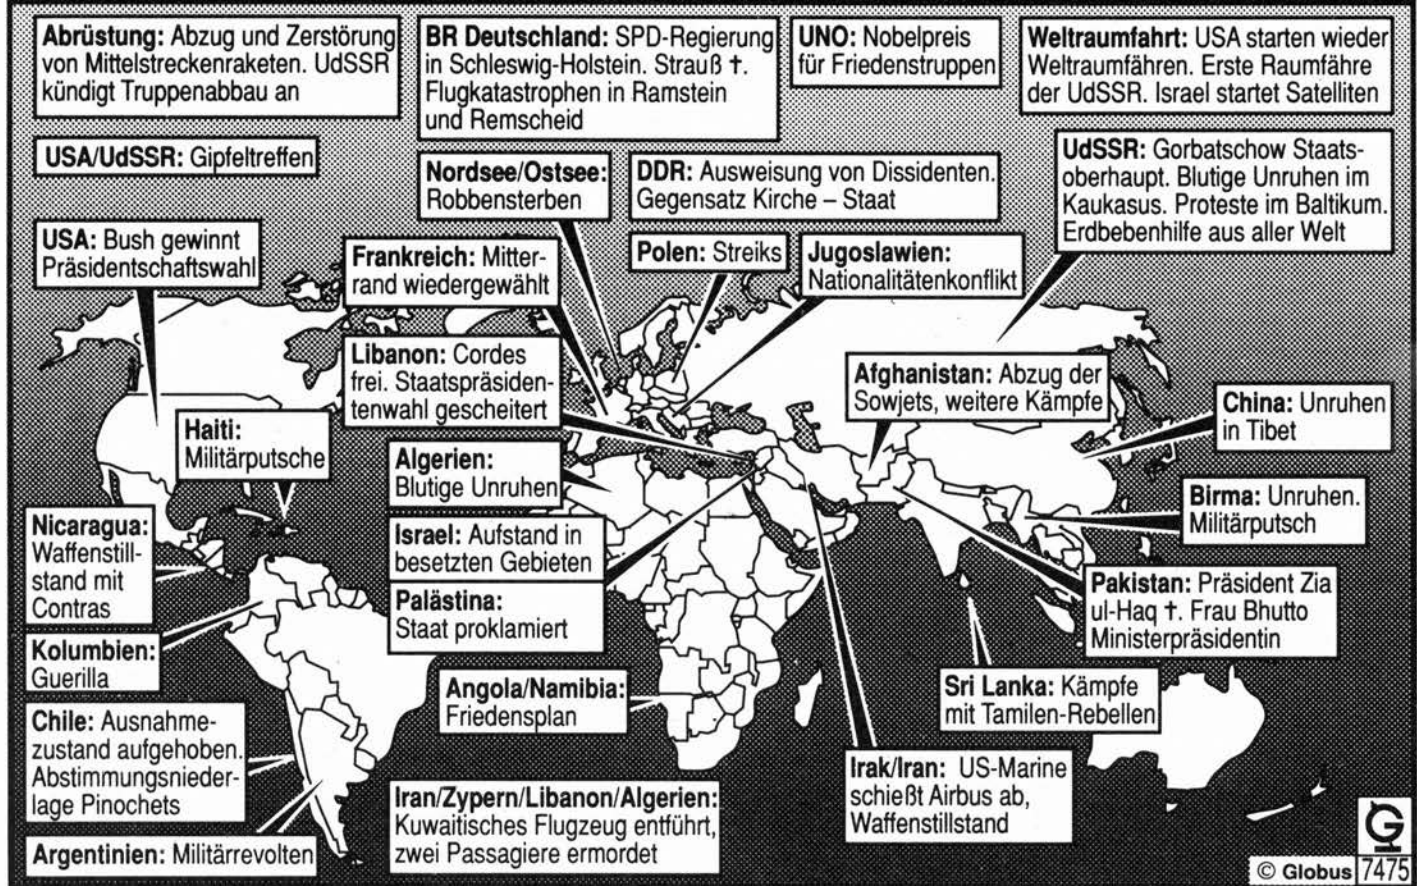 Abrüstung: Abzug und Zerstörung
von Mittelstreckenraketen. UdSSR
kündigt Truppenabbau an
BR Deutschland: SPD-Regierung
in Schleswig-Holstein. Strauß ✝.
Flugkatastrophen in Ramstein
und Remscheid
UNO: Nobelpreis
für Friedenstruppen
Weltraumfahrt: USA starten wieder
Weltraumfähren. Erste Raumfähre
der UdSSR. Israel startet Satelliten
USA/UdSSR: Gipfeltreffen
Nordsee/Ostsee:
Robbensterben
DDR: Ausweisung von Dissidenten.
Gegensatz Kirche – Staat
UdSSR: Gorbatschow Staats-
oberhaupt. Blutige Unruhen im
Kaukasus. Proteste im Baltikum.
Erdbebenhilfe aus aller Welt
USA: Bush gewinnt
Präsidentschaftswahl
Frankreich: Mitter-
rand wiedergewählt
Polen: Streiks
Jugoslawien:
Nationalitätenkonflikt
Libanon: Cordes
frei. Staatspräsiden-
tenwahl gescheitert
Afghanistan: Abzug der
Sowjets, weitere Kämpfe
China: Unruhen
in Tibet
Haiti:
Militärputsche
Algerien:
Blutige Unruhen
Birma: Unruhen.
Militärputsch
Nicaragua:
Waffenstill-
stand mit
Contras
Israel: Aufstand in
besetzten Gebieten
Palästina:
Staat proklamiert
Pakistan: Präsident Zia
ul-Haq ✝. Frau Bhutto
Ministerpräsidentin
Kolumbien:
Guerilla
Angola/Namibia:
Friedensplan
Sri Lanka: Kämpfe
mit Tamilen-Rebellen
Chile: Ausnahme-
zustand aufgehoben.
Abstimmungsnieder-
lage Pinochets
Irak/Iran: US-Marine
schießt Airbus ab,
Waffenstillstand
Iran/Zypern/Libanon/Algerien:
Kuwaitisches Flugzeug entführt,
zwei Passagiere ermordet
Argentinien: Militärrevolten
G
© Globus 7475